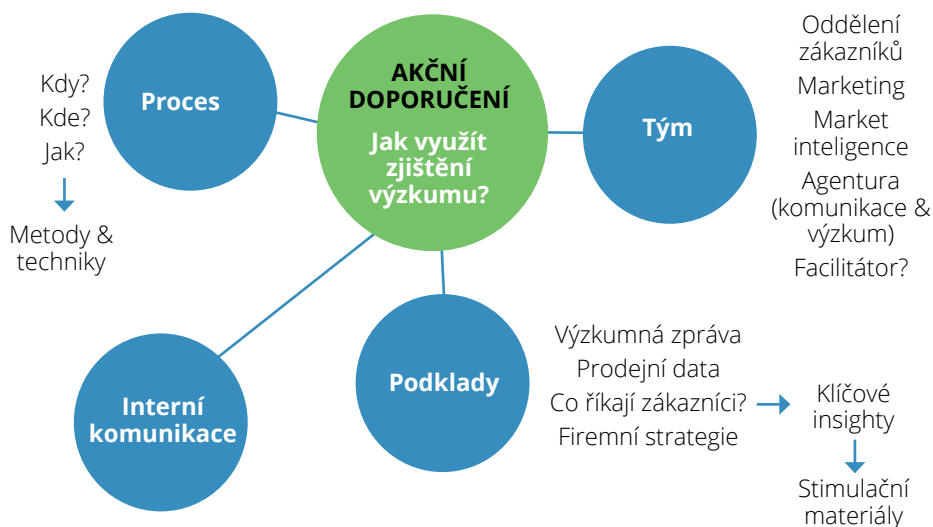 AKČNÍ
DOPORUČENÍ
Jak využít
zjištění
výzkumu?
Proces
Kdy?
Kde?
Jak?
Metody &
techniky
Tým
Oddělení
zákazníků
Marketing
Market
inteligence
Agentura
(komunikace &
výzkum)
Facilitátor?
Interní
komunikace
Podklady
Výzkumná zpráva
Prodejní data
Co říkají zákazníci?
Firemní strategie
Klíčové
insighty
Stimulační
materiály